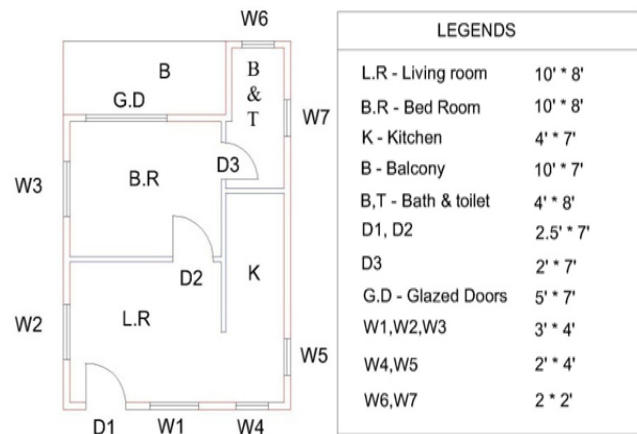 W6
B
B
&
T
G.D
W7
W3
B.R
D3
D2
K
W2
L.R
W5
D1
W1
W4
LEGENDS
L.R - Living room 10' * 8'
B.R - Bed Room 10' * 8'
K - Kitchen 4' * 7'
B - Balcony 10' * 7'
B,T - Bath & toilet 4' * 8'
D1, D2 2.5' * 7'
D3 2' * 7'
G.D - Glazed Doors 5' * 7'
W1,W2,W3 3' * 4'
W4,W5 2' * 4'
W6,W7 2 * 2'